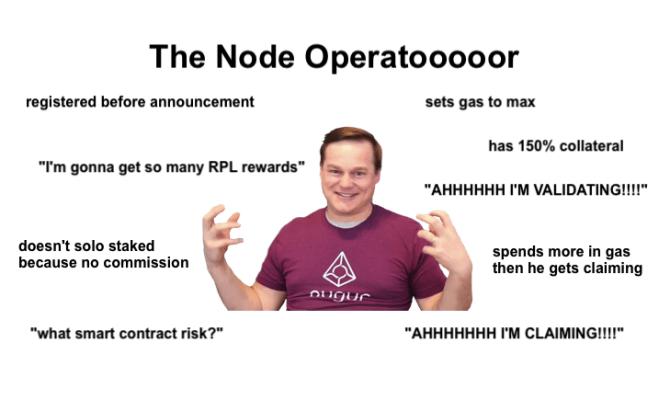 The Node Operatooooor
registered before announcement
sets gas to max
has 150% collateral
"I'm gonna get so many RPL rewards"
"AHHHHHH I'M VALIDATING!!!!"
doesn't solo staked
because no commission
spends more in gas
then he gets claiming
augur
"what smart contract risk?"
"AHHHHHHH I'M CLAIMING!!!!"